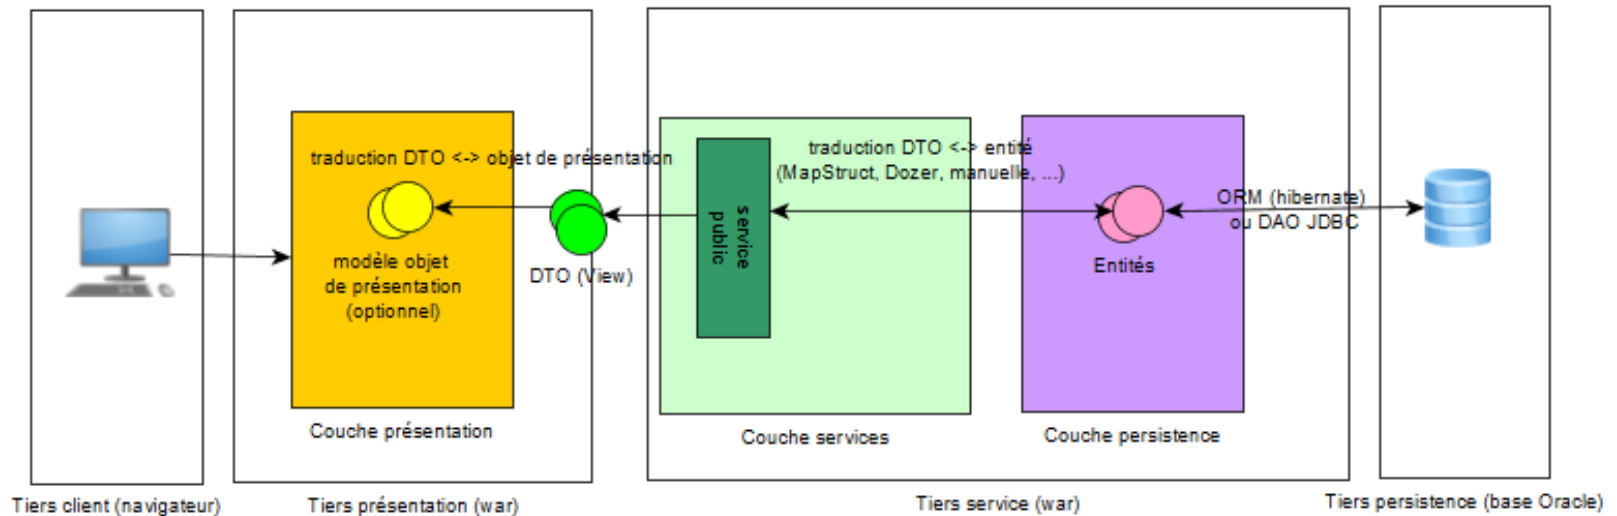 traduction DTO <-> objet de présentation
modèle objet
de présentation
(optionnel)
Couche présentation
DTO (View)
service
public
traduction DTO <-> entité
(MapStruct, Dozer, manuelle, ...)
Couche services
Entités
Couche persistence
ORM (hibernate)
ou DAO JDBC
Tiers client (navigateur)
Tiers présentation (war)
Tiers service (war)
Tiers persistence (base Oracle)